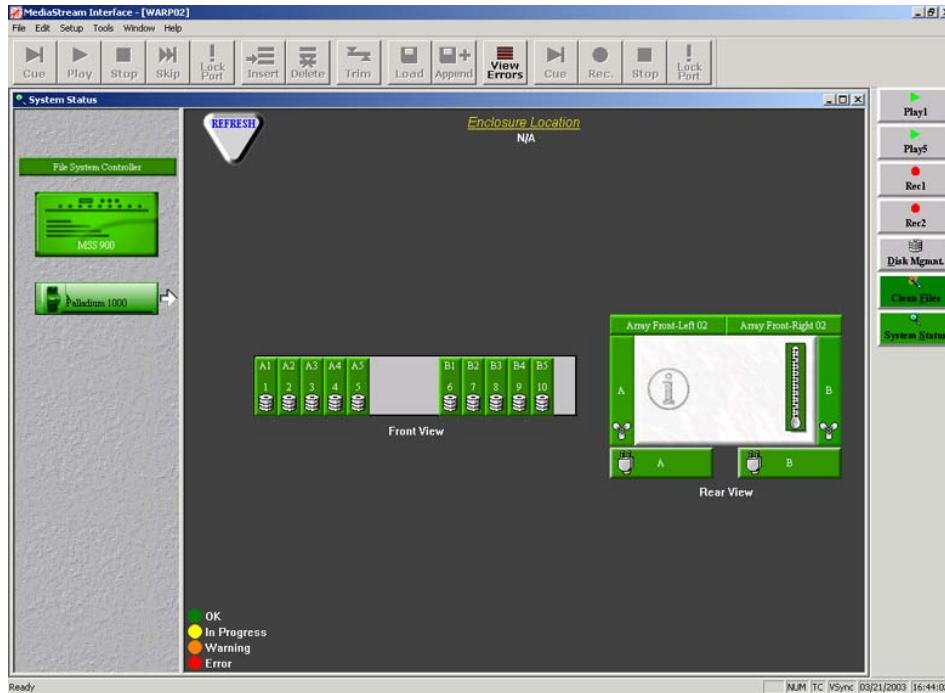 MediaStream Interface - [WARP02]
File Edit Setup Tools Window Help
Cue Play Stop Skip Lock Port Insert Delete Trim Load Append View Errors Cue Rec. Stop Lock Port
System Status
REFRESH
Enclosure Location
N/A
File System Controller
MSS 900
Palladium 1000
A1 A2 A3 A4 A5 B1 B2 B3 B4 B5
1 2 3 4 5 6 7 8 9 10
Front View
Array Front-Left 02 Array Front-Right 02
A B
A B
Rear View
OK
In Progress
Warning
Error
Play1
Play5
Rec1
Rec2
Disk Mgmnt.
Clean Files
System Status
Ready NUM TC VSync 03/21/2003